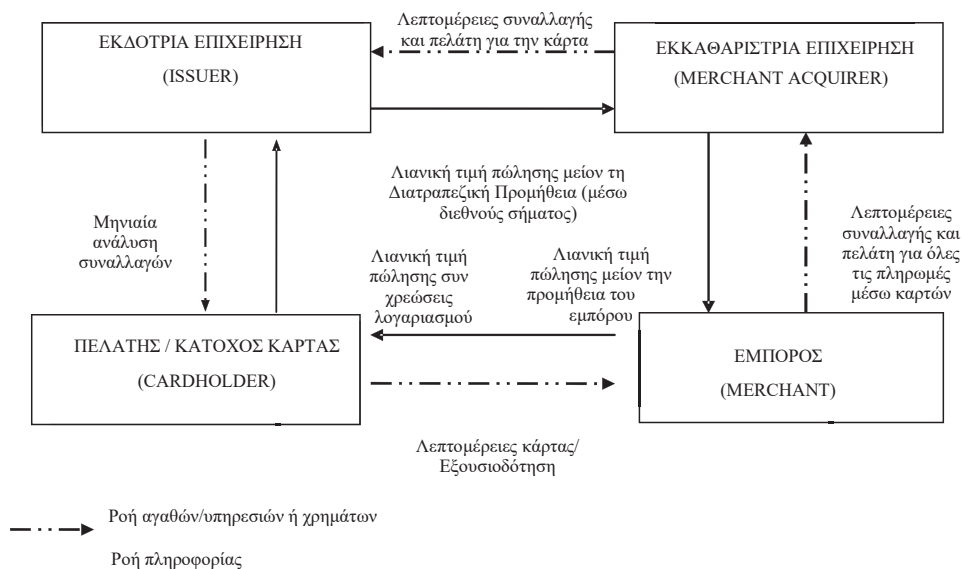 Λεπτομέρειες συναλλαγής
και πελάτη για την κάρτα
ΕΚΔΟΤΡΙΑ ΕΠΙΧΕΙΡΗΣΗ
(ISSUER)
ΕΚΚΑΘΑΡΙΣΤΡΙΑ ΕΠΙΧΕΙΡΗΣΗ
(MERCHANT ACQUIRER)
Λιανική τιμή πώλησης μείον τη
Διατραπεζική Προμήθεια (μέσω
διεθνούς σήματος)
Μηνιαία
ανάλυση
συναλλαγών
Λιανική τιμή
πώλησης συν
χρεώσεις
λογαριασμού
Λιανική τιμή
πώλησης μείον την
προμήθεια του
εμπόρου
Λεπτομέρειες
συναλλαγής και
πελάτη για όλες
τις πληρωμές
μέσω καρτών
ΠΕΛΑΤΗΣ / ΚΑΤΟΧΟΣ ΚΑΡΤΑΣ
(CARDHOLDER)
ΕΜΠΟΡΟΣ
(MERCHANT)
Λεπτομέρειες κάρτας/
Εξουσιοδότηση
Ροή αγαθών/υπηρεσιών ή χρημάτων
Ροή πληροφορίας